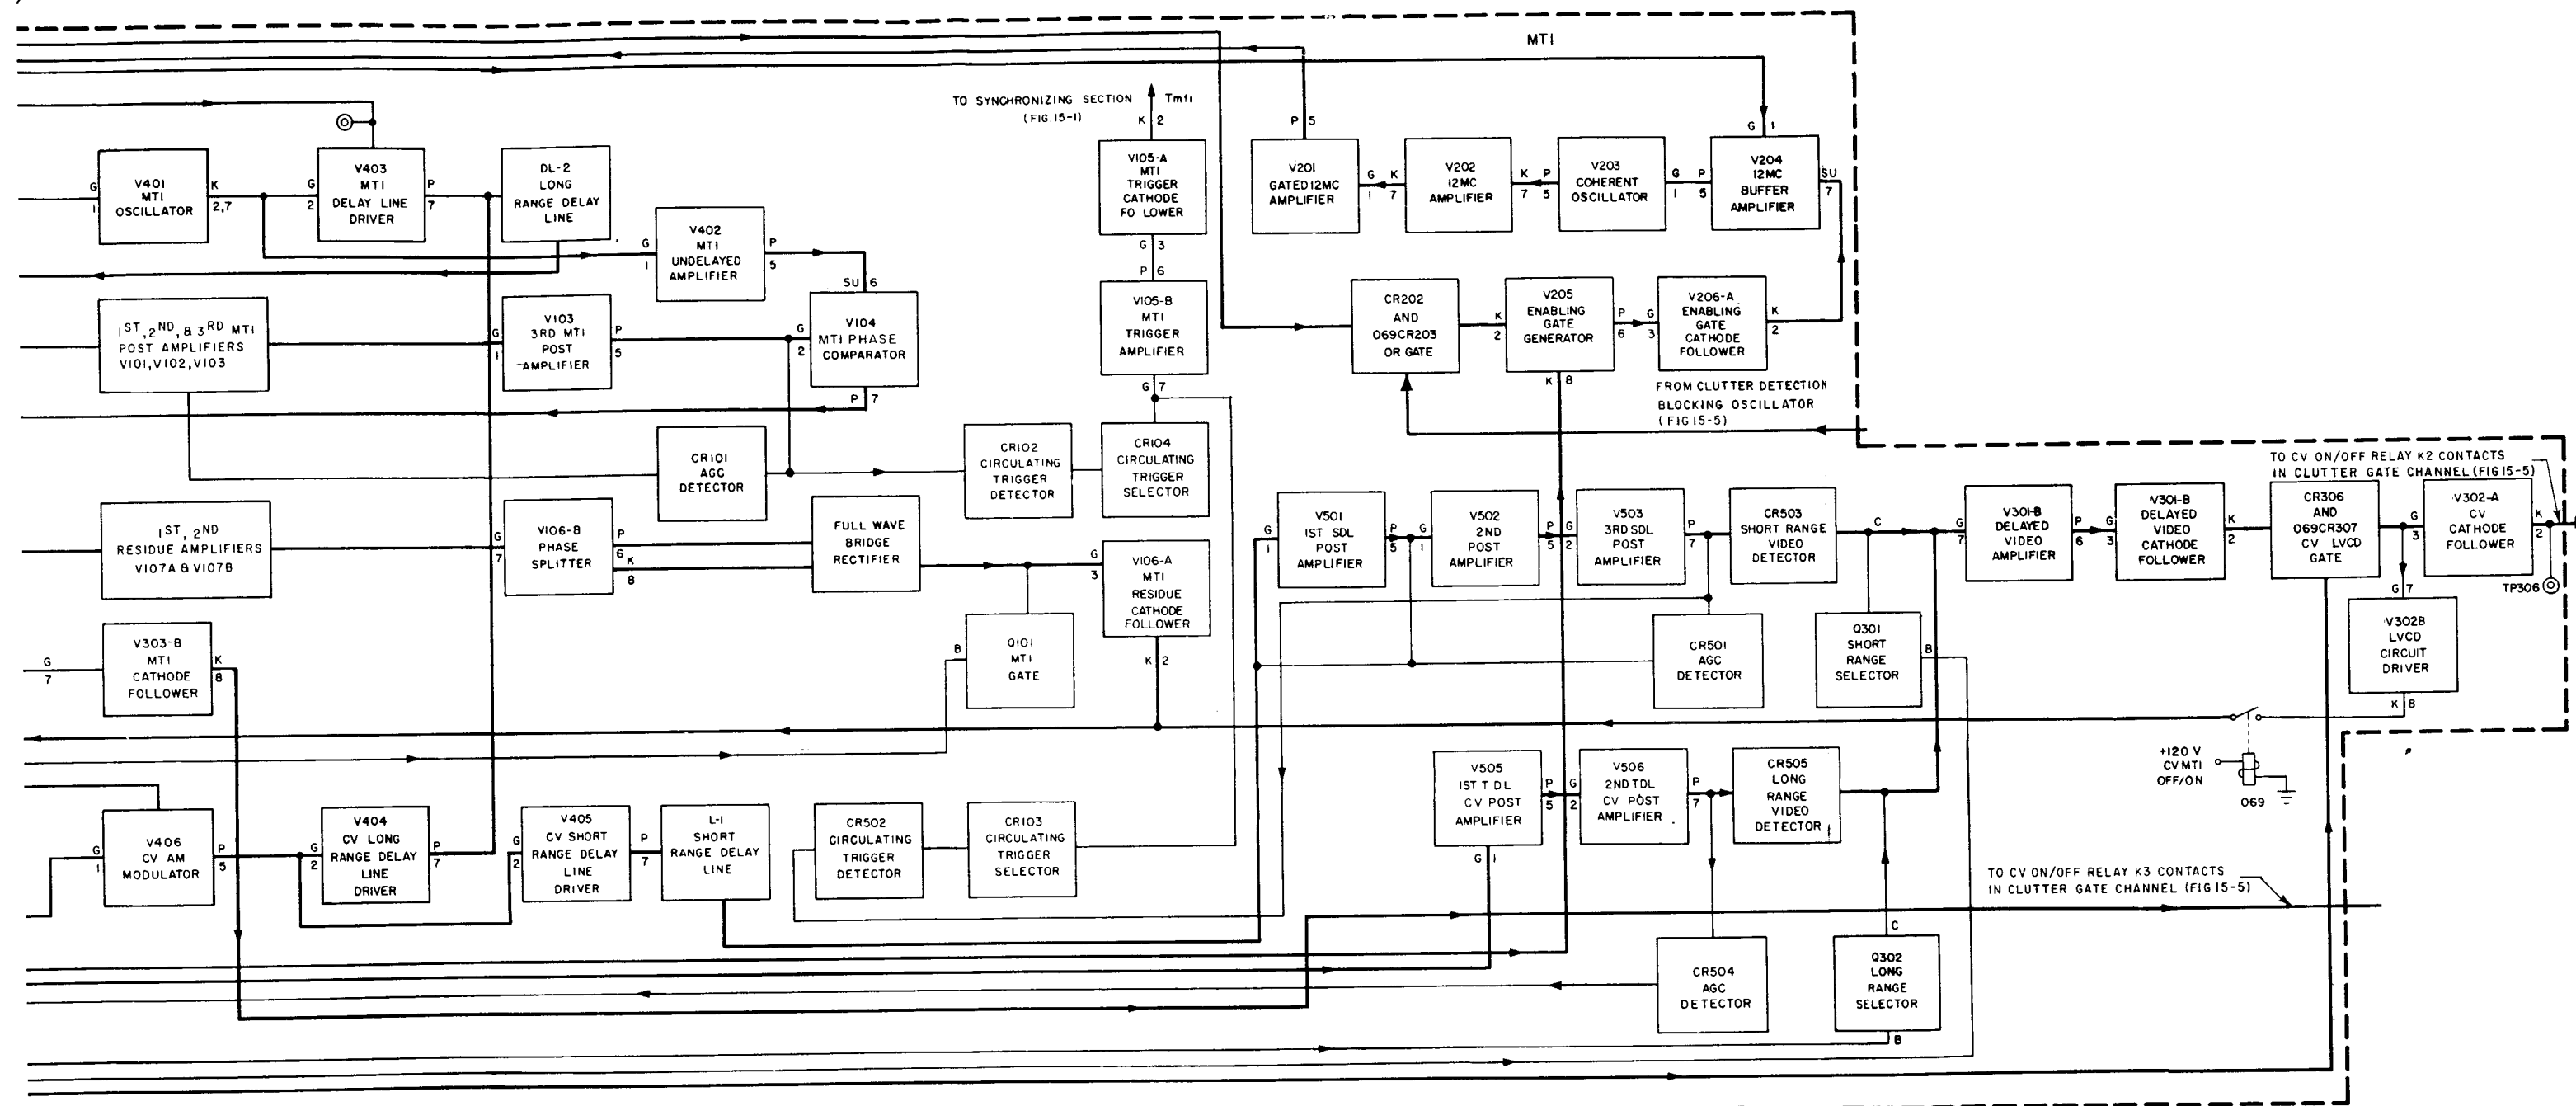 MTI
TO SYNCHRONIZING SECTION
(FIG.15-1)
Tmti
K 2
V105-A
MTI
TRIGGER
CATHODE
FO LOWER
G 3
P 6
V105-B
MTI
TRIGGER
AMPLIFIER
G 7
P 5
V201
GATED 12MC
AMPLIFIER
G K
1 7
V202
12MC
AMPLIFIER
K P
7 5
V203
COHERENT
OSCILLATOR
G P
1 5
G 1
V204
12MC
BUFFER
AMPLIFIER
SU
7
G
1
V401
MTI
OSCILLATOR
K
2,7
G
2
V403
MTI
DELAY LINE
DRIVER
P
7
DL-2
LONG
RANGE DELAY
LINE
G
1
V402
MTI
UNDELAYED
AMPLIFIER
P
5
SU 6
1ST, 2ND, & 3RD MTI
POST AMPLIFIERS
V101,V102,V103
G
1
V103
3RD MTI
POST
AMPLIFIER
P
5
G
2
V104
MTI PHASE
COMPARATOR
P 7
CR202
AND
069CR203
OR GATE
K
2
V205
ENABLING
GATE
GENERATOR
K 8
P G
6 3
V206-A
ENABLING
GATE
CATHODE
FOLLOWER
K
2
FROM CLUTTER DETECTION
BLOCKING OSCILLATOR
(FIG 15-5)
CR101
AGC
DETECTOR
CR102
CIRCULATING
TRIGGER
DETECTOR
CR104
CIRCULATING
TRIGGER
SELECTOR
1ST, 2ND
RESIDUE AMPLIFIERS
V107A & V107B
G
7
V106-B
PHASE
SPLITTER
P
6
K
8
FULL WAVE
BRIDGE
RECTIFIER
G
3
V106-A
MTI
RESIDUE
CATHODE
FOLLOWER
K 2
G
1
V501
1ST SDL
POST
AMPLIFIER
P G
5 1
V502
2ND
POST
AMPLIFIER
P G
5 2
V503
3RD SDL
POST
AMPLIFIER
P
7
CR503
SHORT RANGE
VIDEO
DETECTOR
C
G
7
V301-B
DELAYED
VIDEO
AMPLIFIER
P G
6 3
V301-B
DELAYED
VIDEO
CATHODE
FOLLOWER
K
2
TO CV ON/OFF RELAY K2 CONTACTS
IN CLUTTER GATE CHANNEL (FIG 15-5)
CR306
AND
069CR307
CV LVCD
GATE
G
3
V302-A
CV
CATHODE
FOLLOWER
K
2
TP306
G 7
V302B
LVCD
CIRCUIT
DRIVER
K 8
G
7
V303-B
MTI
CATHODE
FOLLOWER
K
8
B
Q101
MTI
GATE
CR501
AGC
DETECTOR
Q301
SHORT
RANGE
SELECTOR
B
+120 V
CV MTI
OFF/ON
069
G
1
V406
CV AM
MODULATOR
P
5
G
2
V404
CV LONG
RANGE DELAY
LINE
DRIVER
P
7
G
2
V405
CV SHORT
RANGE DELAY
LINE
DRIVER
P
7
L-1
SHORT
RANGE DELAY
LINE
CR502
CIRCULATING
TRIGGER
DETECTOR
CR103
CIRCULATING
TRIGGER
SELECTOR
V505
1ST T DL
CV POST
AMPLIFIER
G 1
P G
5 2
V506
2ND TDL
CV POST
AMPLIFIER
P
7
CR505
LONG
RANGE
VIDEO
DETECTOR
TO CV ON/OFF RELAY K3 CONTACTS
IN CLUTTER GATE CHANNEL (FIG 15-5)
CR504
AGC
DETECTOR
C
Q302
LONG
RANGE
SELECTOR
B